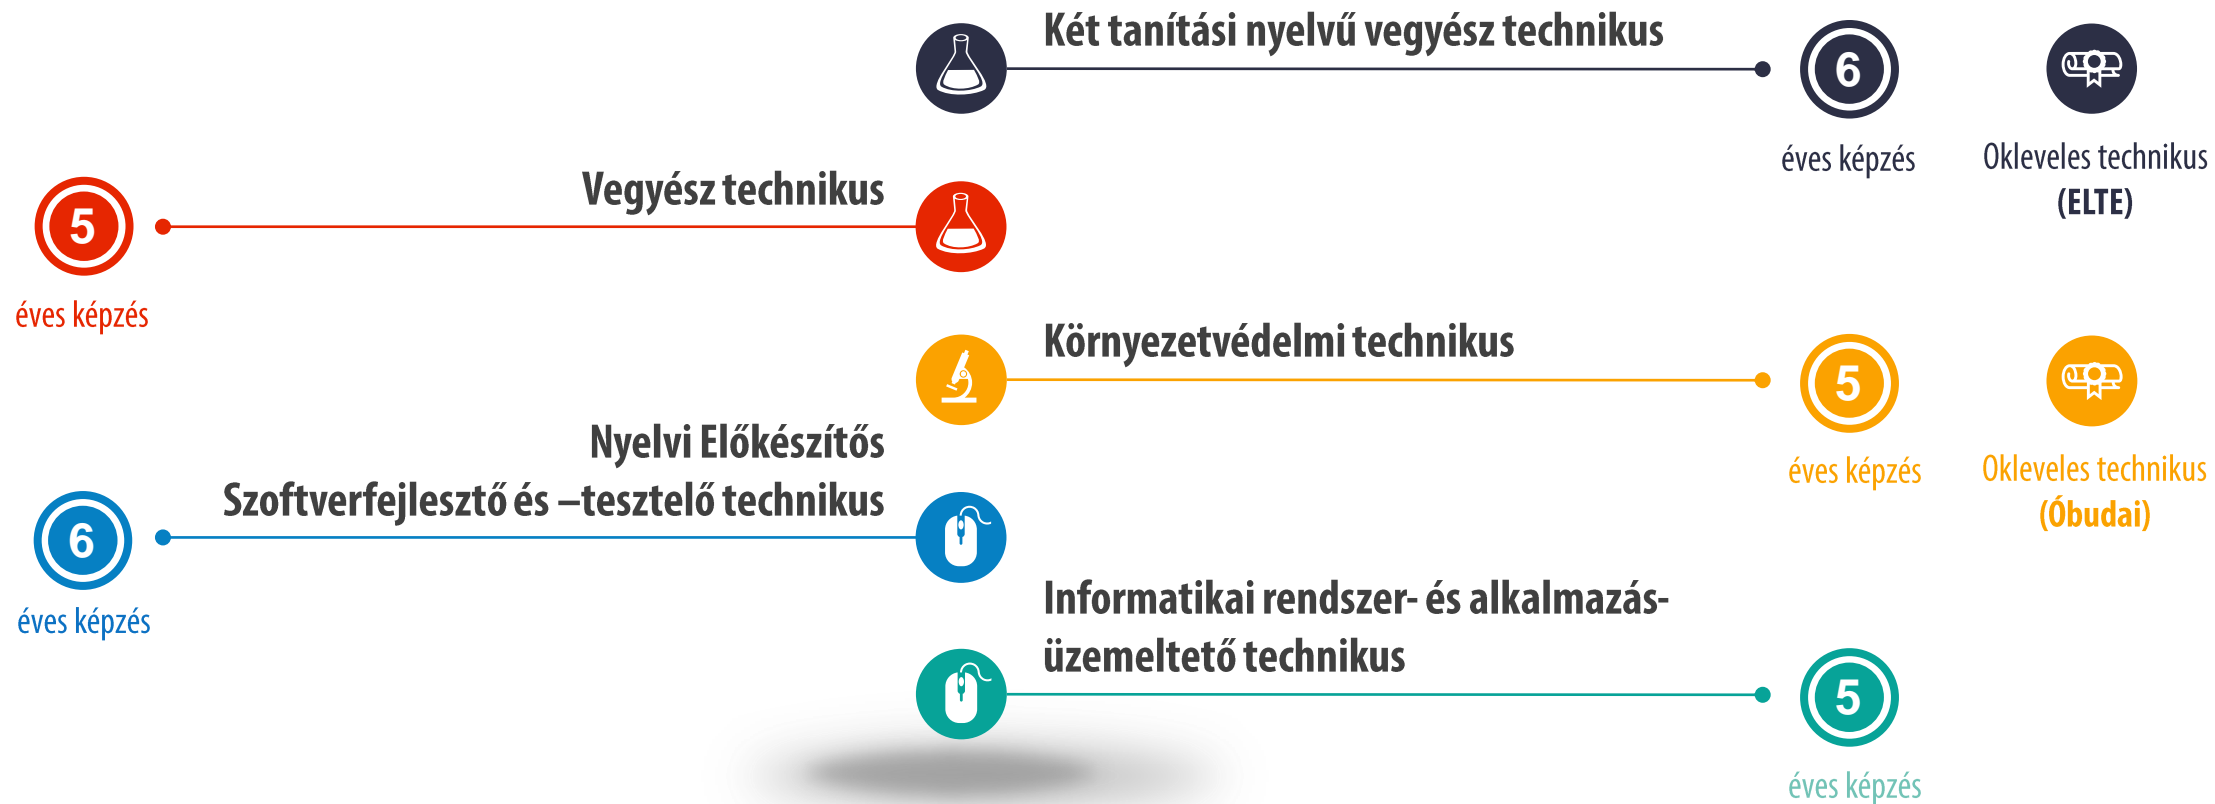 Két tanítási nyelvű vegyész technikus
6
éves képzés
Okleveles technikus
(ELTE)
Vegyész technikus
5
éves képzés
Környezetvédelmi technikus
5
éves képzés
Okleveles technikus
(Óbudai)
Nyelvi Előkészítős
Szoftverfejlesztő és –tesztelő technikus
6
éves képzés
Informatikai rendszer- és alkalmazás-
üzemeltető technikus
5
éves képzés